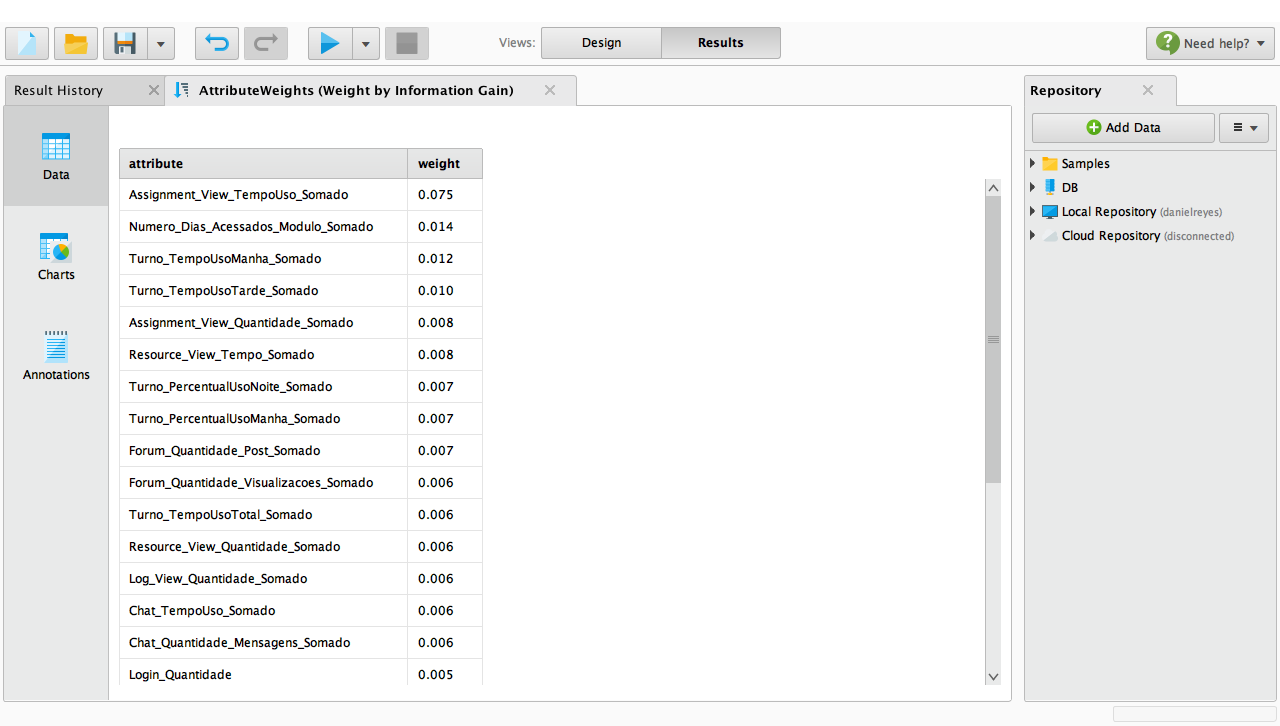 Views: Design Results Need help?
Result History AttributeWeights (Weight by Information Gain) Repository
Add Data
Data
Charts
Annotations
attribute weight
Assignment_View_TempoUso_Somado 0.075
Numero_Dias_Acessados_Modulo_Somado 0.014
Turno_TempoUsoManha_Somado 0.012
Turno_TempoUsoTarde_Somado 0.010
Assignment_View_Quantidade_Somado 0.008
Resource_View_Tempo_Somado 0.008
Turno_PercentualUsoNoite_Somado 0.007
Turno_PercentualUsoManha_Somado 0.007
Forum_Quantidade_Post_Somado 0.007
Forum_Quantidade_Visualizacoes_Somado 0.006
Turno_TempoUsoTotal_Somado 0.006
Resource_View_Quantidade_Somado 0.006
Log_View_Quantidade_Somado 0.006
Chat_TempoUso_Somado 0.006
Chat_Quantidade_Mensagens_Somado 0.006
Login_Quantidade 0.005
Samples
DB
Local Repository (danielreyes)
Cloud Repository (disconnected)